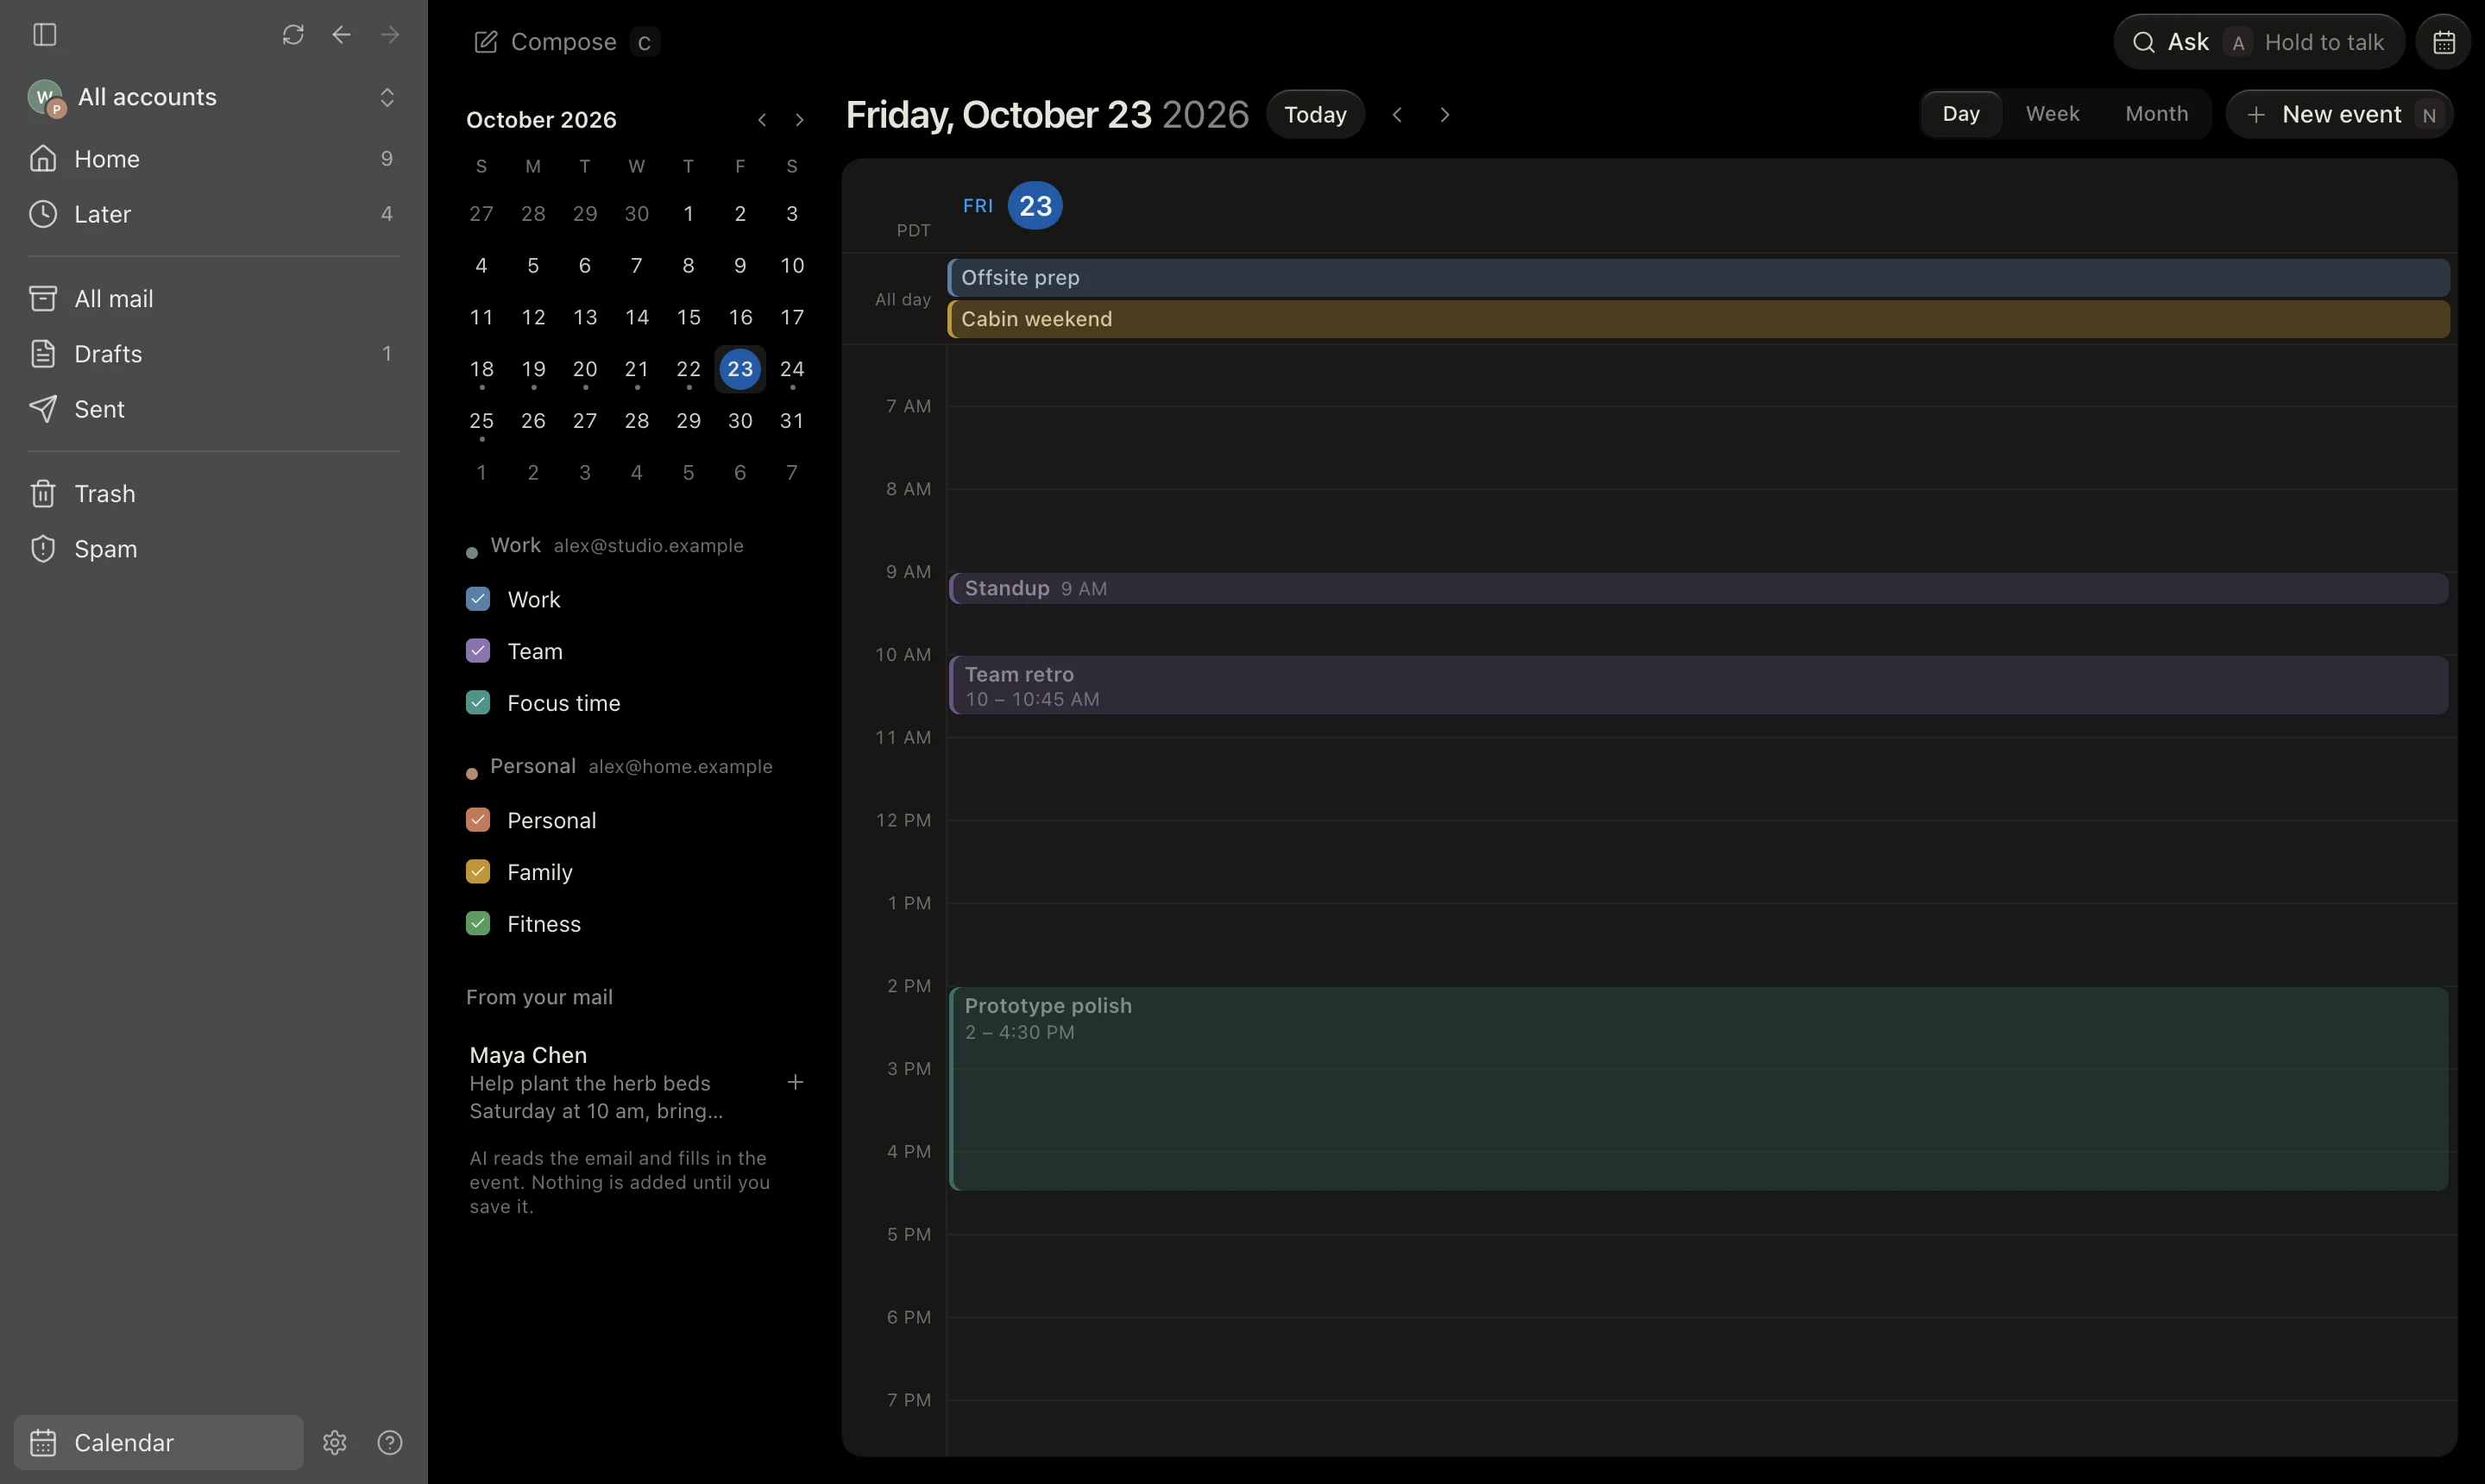 W
P
All accounts
Home 9
Later 4
All mail
Drafts 1
Sent
Trash
Spam
Calendar
Compose C
Ask A Hold to talk
October 2026
S M T W T F S
27 28 29 30 1 2 3
4 5 6 7 8 9 10
11 12 13 14 15 16 17
18 19 20 21 22 23 24
25 26 27 28 29 30 31
1 2 3 4 5 6 7
Work alex@studio.example
Work
Team
Focus time
Personal alex@home.example
Personal
Family
Fitness
From your mail
Maya Chen
Help plant the herb beds
Saturday at 10 am, bring...
AI reads the email and fills in the
event. Nothing is added until you
save it.
Friday, October 23 2026 Today
Day Week Month
New event N
FRI 23
PDT
All day
Offsite prep
Cabin weekend
7 AM
8 AM
9 AM
Standup 9 AM
10 AM
Team retro
10 – 10:45 AM
11 AM
12 PM
1 PM
2 PM
Prototype polish
2 – 4:30 PM
3 PM
4 PM
5 PM
6 PM
7 PM